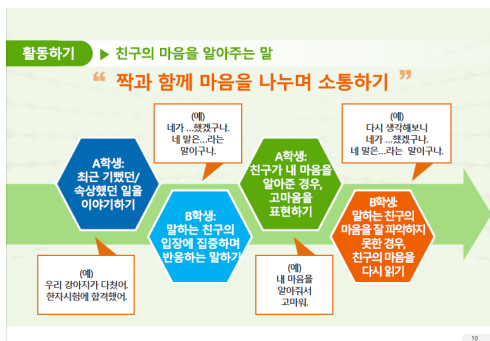 활동하기 ▶ 친구의 마음을 알아주는 말
“ 짝과 함께 마음을 나누며 소통하기 ”
A학생:
최근 기뻤던/
속상했던 일을
이야기하기
(예)
우리 강아지가 다쳤어.
한자시험에 합격했어.
(예)
네가 ...했겠구나.
네 말은...라는
말이구나.
B학생:
말하는 친구의
입장에 집중하며
반응하는 말하기
A학생:
친구가 내 마음을
알아준 경우,
고마움을
표현하기
(예)
내 마음을
알아줘서
고마워.
(예)
다시 생각해보니
네가 ...했겠구나.
네 말은...라는 말이구나.
B학생:
말하는 친구의
마음을 잘 파악하지
못한 경우,
친구의 마음을
다시 읽기
10